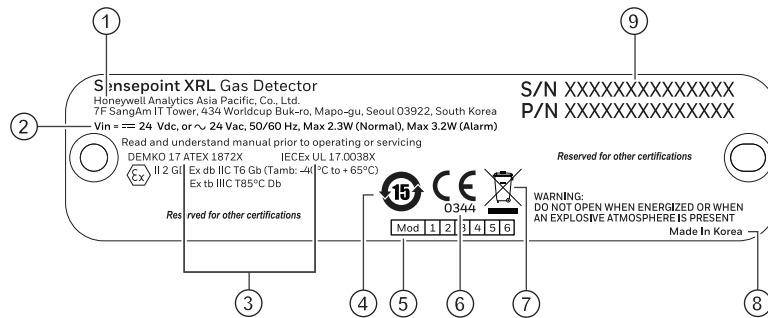 1
9
Sensepoint XRL Gas Detector
Honeywell Analytics Asia Pacific, Co., Ltd.
7F SangAm IT Tower, 434 Worldcup Buk-ro, Mapo-gu, Seoul 03922, South Korea
S/N XXXXXXXXXXXXXX
P/N XXXXXXXXXXXXXX
2
Vin = ⎓ 24 Vdc, or ∿ 24 Vac, 50/60 Hz, Max 2.3W (Normal), Max 3.2W (Alarm)
Read and understand manual prior to operating or servicing
DEMKO 17 ATEX 1872X IECEx UL 17.0038X
Ex II 2 GD Ex db IIC T6 Gb (Tamb: -40°C to + 65°C)
Ex tb IIIC T85°C Db
Reserved for other certifications
Reserved for other certifications
15
CE
0344
Mod 1 2 3 4 5 6
WARNING:
DO NOT OPEN WHEN ENERGIZED OR WHEN
AN EXPLOSIVE ATMOSPHERE IS PRESENT
Made In Korea
3
4
5
6
7
8